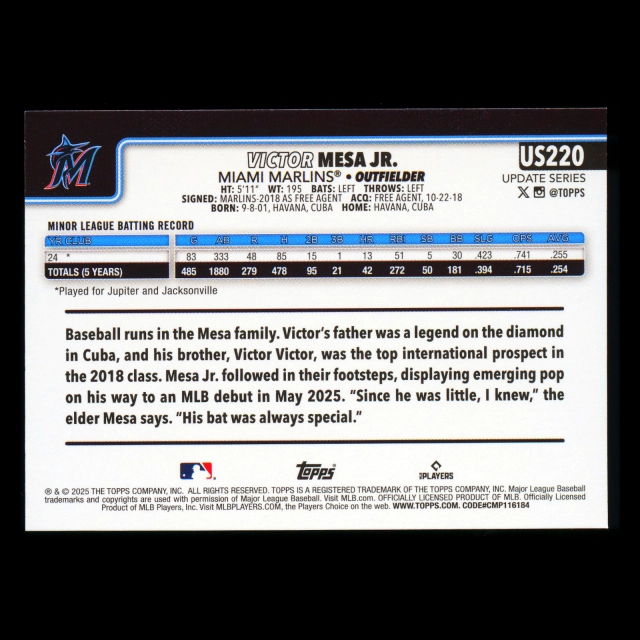 M
US220
VICTOR MESA JR.
MIAMI MARLINS® • OUTFIELDER
UPDATE SERIES
HT: 5'11" WT: 195 BATS: LEFT THROWS: LEFT
@TOPPS
SIGNED: MARLINS-2018 AS FREE AGENT ACQ: FREE AGENT, 10-22-18
BORN: 9-8-01, HAVANA, CUBA HOME: HAVANA, CUBA
MINOR LEAGUE BATTING RECORD
YR CLUB G AB R H 2B 3B HR RBI SB BB SLG OPS AVG
24 * 83 333 48 85 15 1 13 51 5 30 .423 .741 .255
TOTALS (5 YEARS) 485 1880 279 478 95 21 42 272 50 181 .394 .715 .254
*Played for Jupiter and Jacksonville
Baseball runs in the Mesa family. Victor's father was a legend on the diamond
in Cuba, and his brother, Victor Victor, was the top international prospect in
the 2018 class. Mesa Jr. followed in their footsteps, displaying emerging pop
on his way to an MLB debut in May 2025. "Since he was little, I knew," the
elder Mesa says. "His bat was always special."
TOPPS
PLAYERS
® & © 2025 THE TOPPS COMPANY, INC. ALL RIGHTS RESERVED. TOPPS IS A REGISTERED TRADEMARK OF THE TOPPS COMPANY, INC. Major League Baseball
trademarks and copyrights are used with permission of Major League Baseball. Visit MLB.com. OFFICIALLY LICENSED PRODUCT OF MLB. Officially Licensed
Product of MLB Players, Inc. Visit MLBPLAYERS.COM, the Players Choice on the web. WWW.TOPPS.COM. CODE#CMP116184